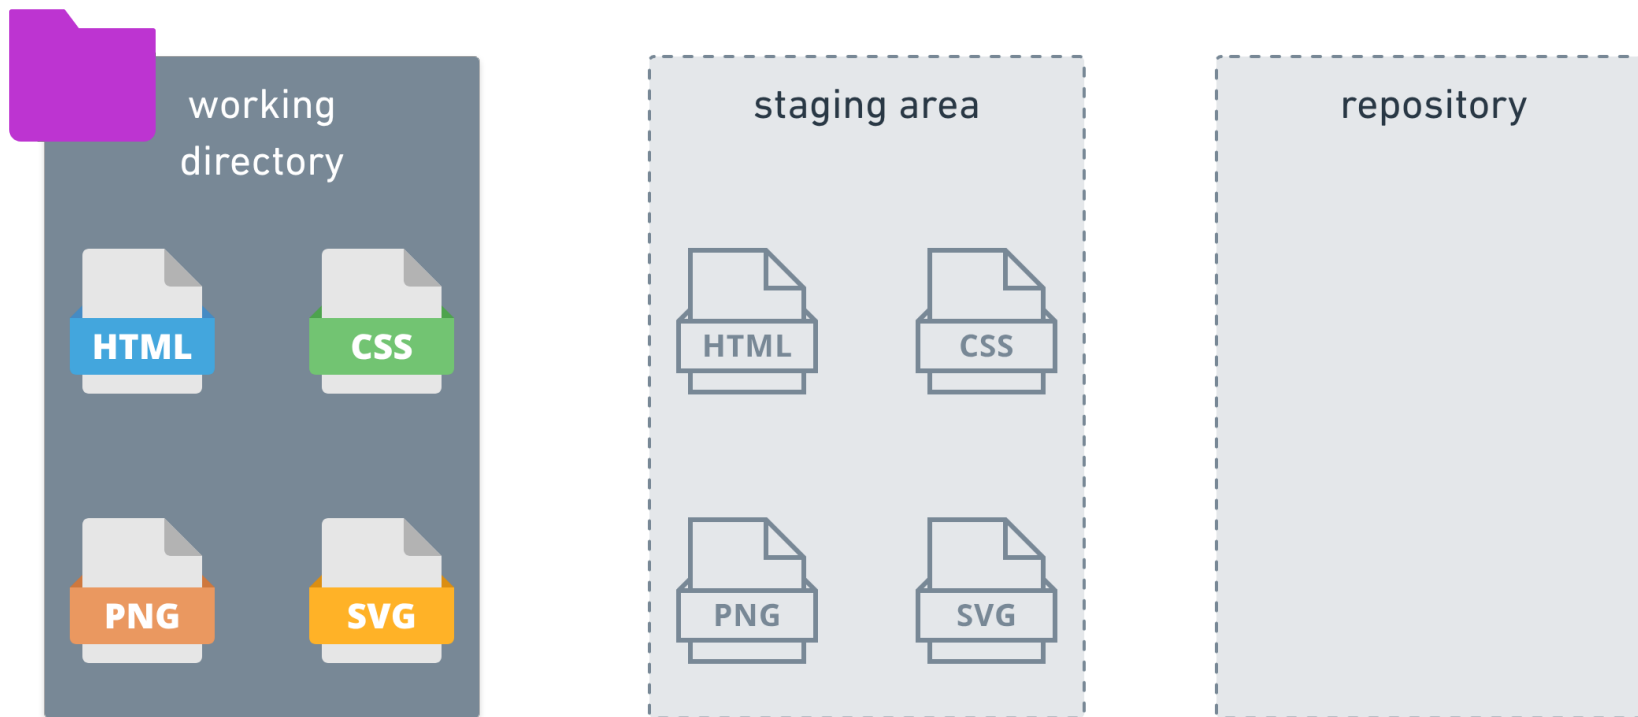 working
directory
staging area
repository
HTML
CSS
HTML
CSS
PNG
SVG
PNG
SVG